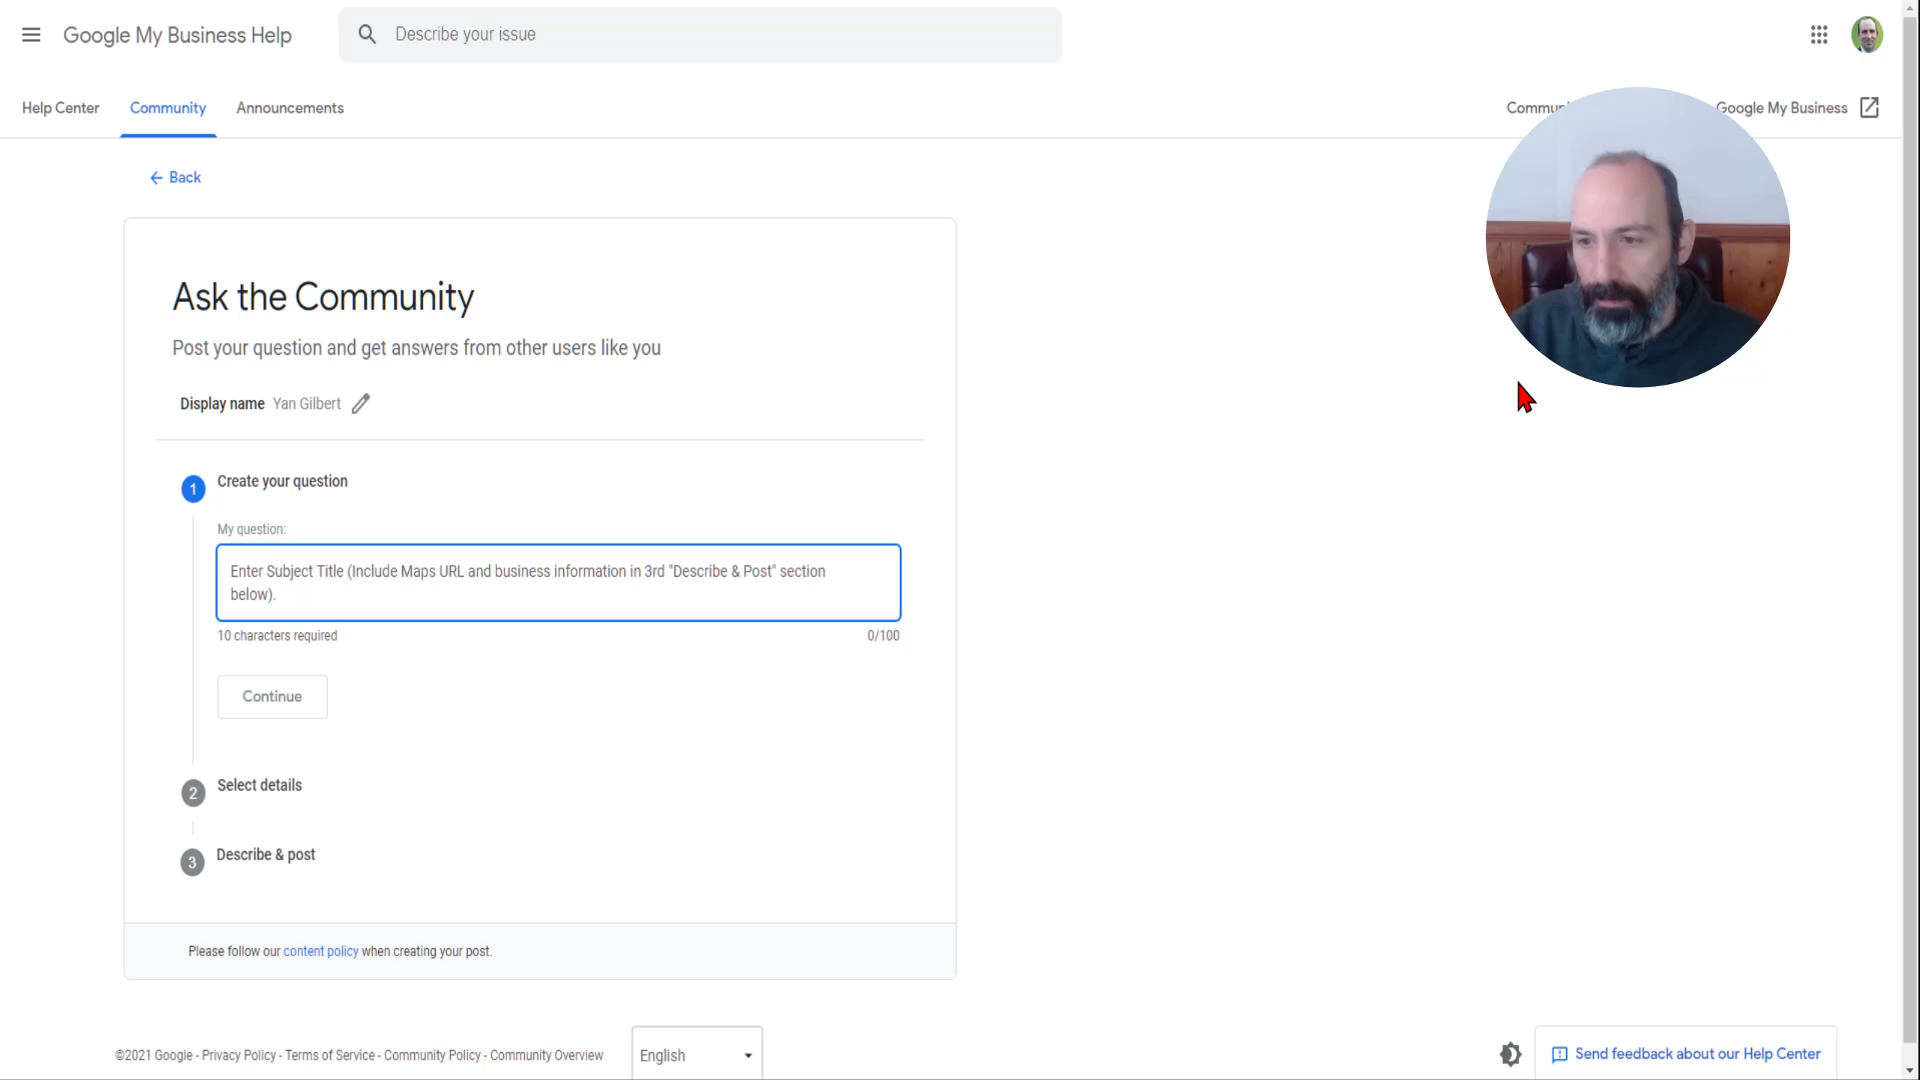 Google My Business Help
Describe your issue
Help Center
Community
Announcements
Google My Business
Back
Ask the Community
Post your question and get answers from other users like you
Display name Yan Gilbert
1 Create your question
My question:
Enter Subject Title (Include Maps URL and business information in 3rd "Describe & Post" section
below).
10 characters required
0/100
Continue
2 Select details
3 Describe & post
Please follow our content policy when creating your post.
©2021 Google - Privacy Policy - Terms of Service - Community Policy - Community Overview
English
Send feedback about our Help Center